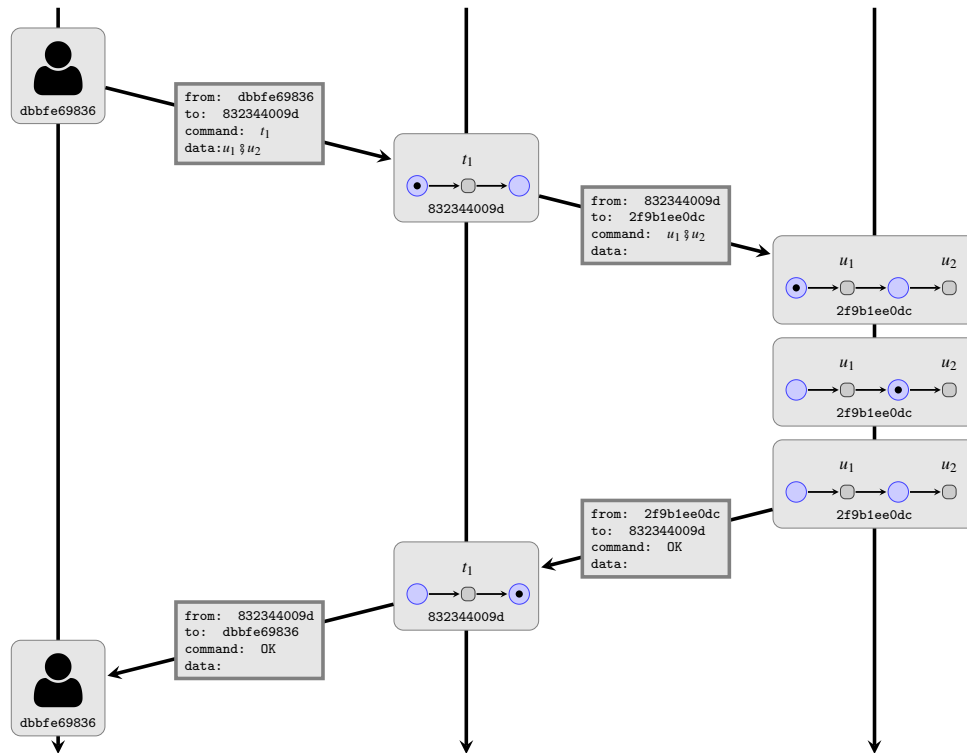 dbbfe69836
from: dbbfe69836
to: 832344009d
command: t₁
data:u₁ ⨾ u₂
t₁
832344009d
from: 832344009d
to: 2f9b1ee0dc
command: u₁ ⨾ u₂
data:
u₁ u₂
2f9b1ee0dc
u₁ u₂
2f9b1ee0dc
u₁ u₂
2f9b1ee0dc
from: 2f9b1ee0dc
to: 832344009d
command: OK
data:
t₁
832344009d
from: 832344009d
to: dbbfe69836
command: OK
data:
dbbfe69836